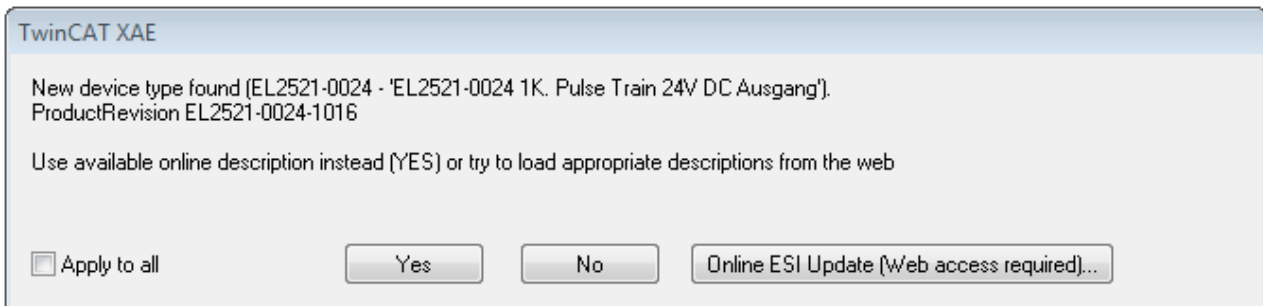 TwinCAT XAE
New device type found (EL2521-0024 - 'EL2521-0024 1K. Pulse Train 24V DC Ausgang').
ProductRevision EL2521-0024-1016
Use available online description instead (YES) or try to load appropriate descriptions from the web
Apply to all
Yes
No
Online ESI Update (Web access required)...